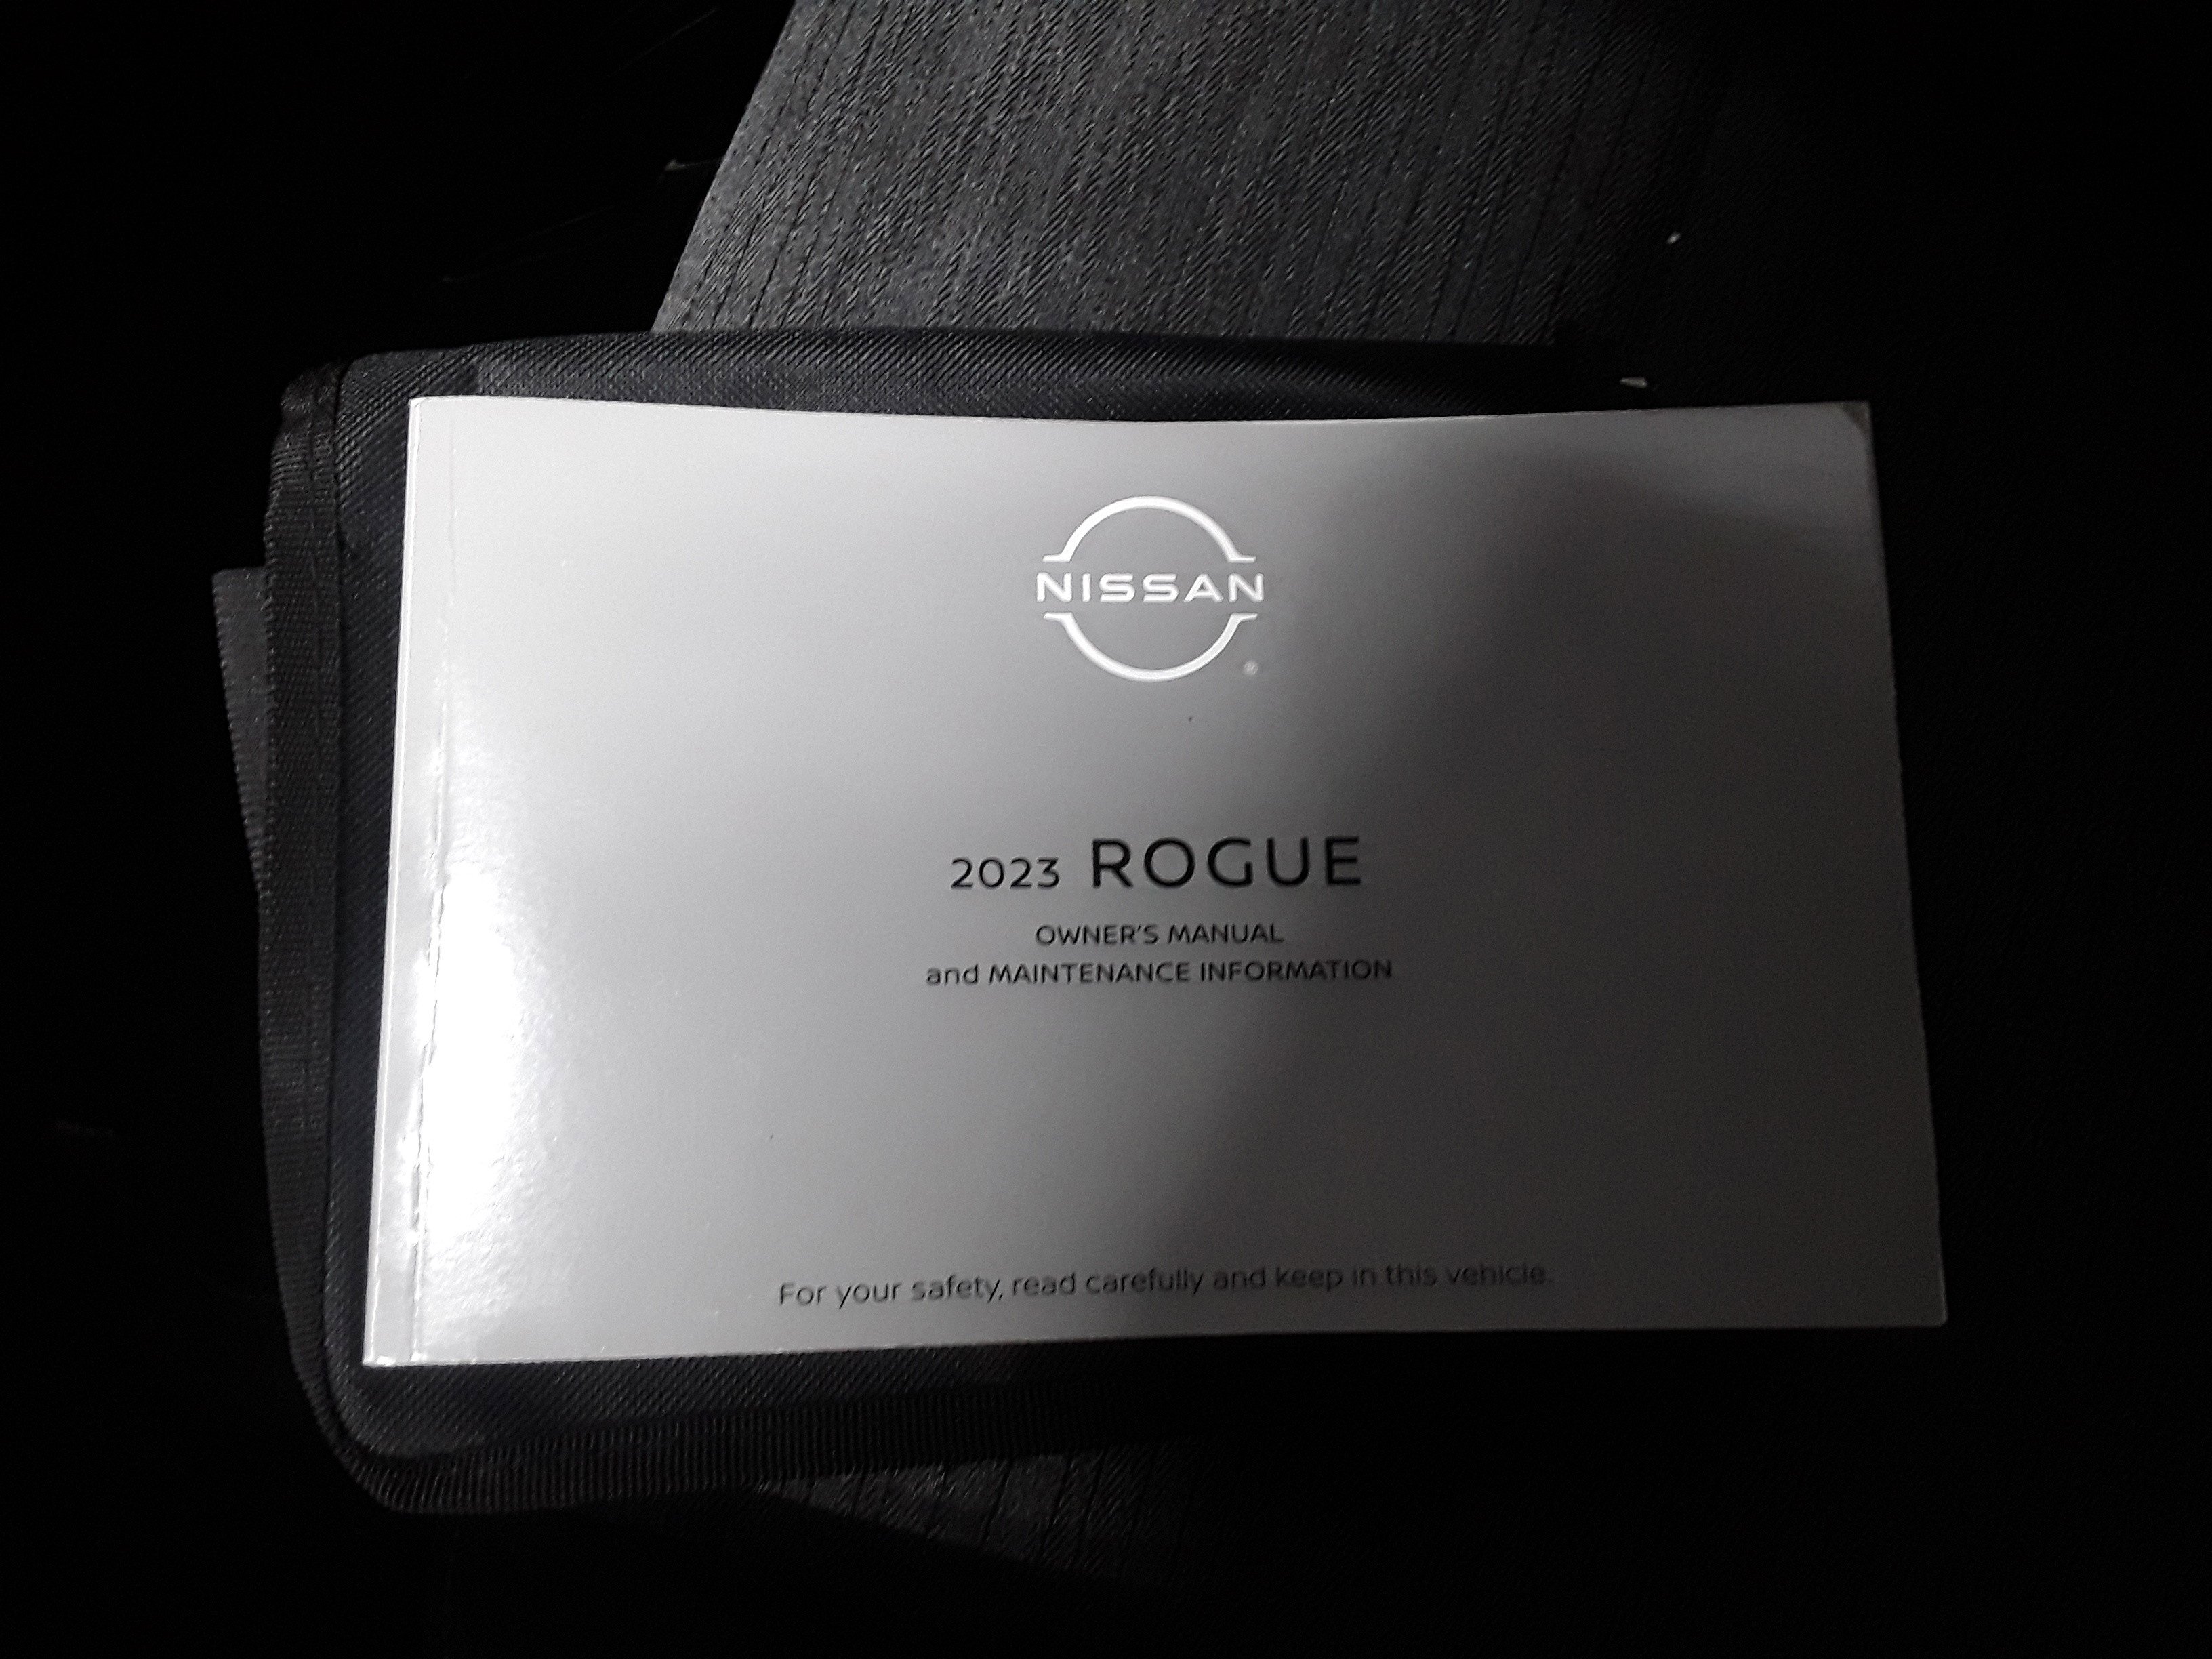 NISSAN
®
2023 ROGUE
OWNER'S MANUAL
and MAINTENANCE INFORMATION
For your safety, read carefully and keep in this vehicle.